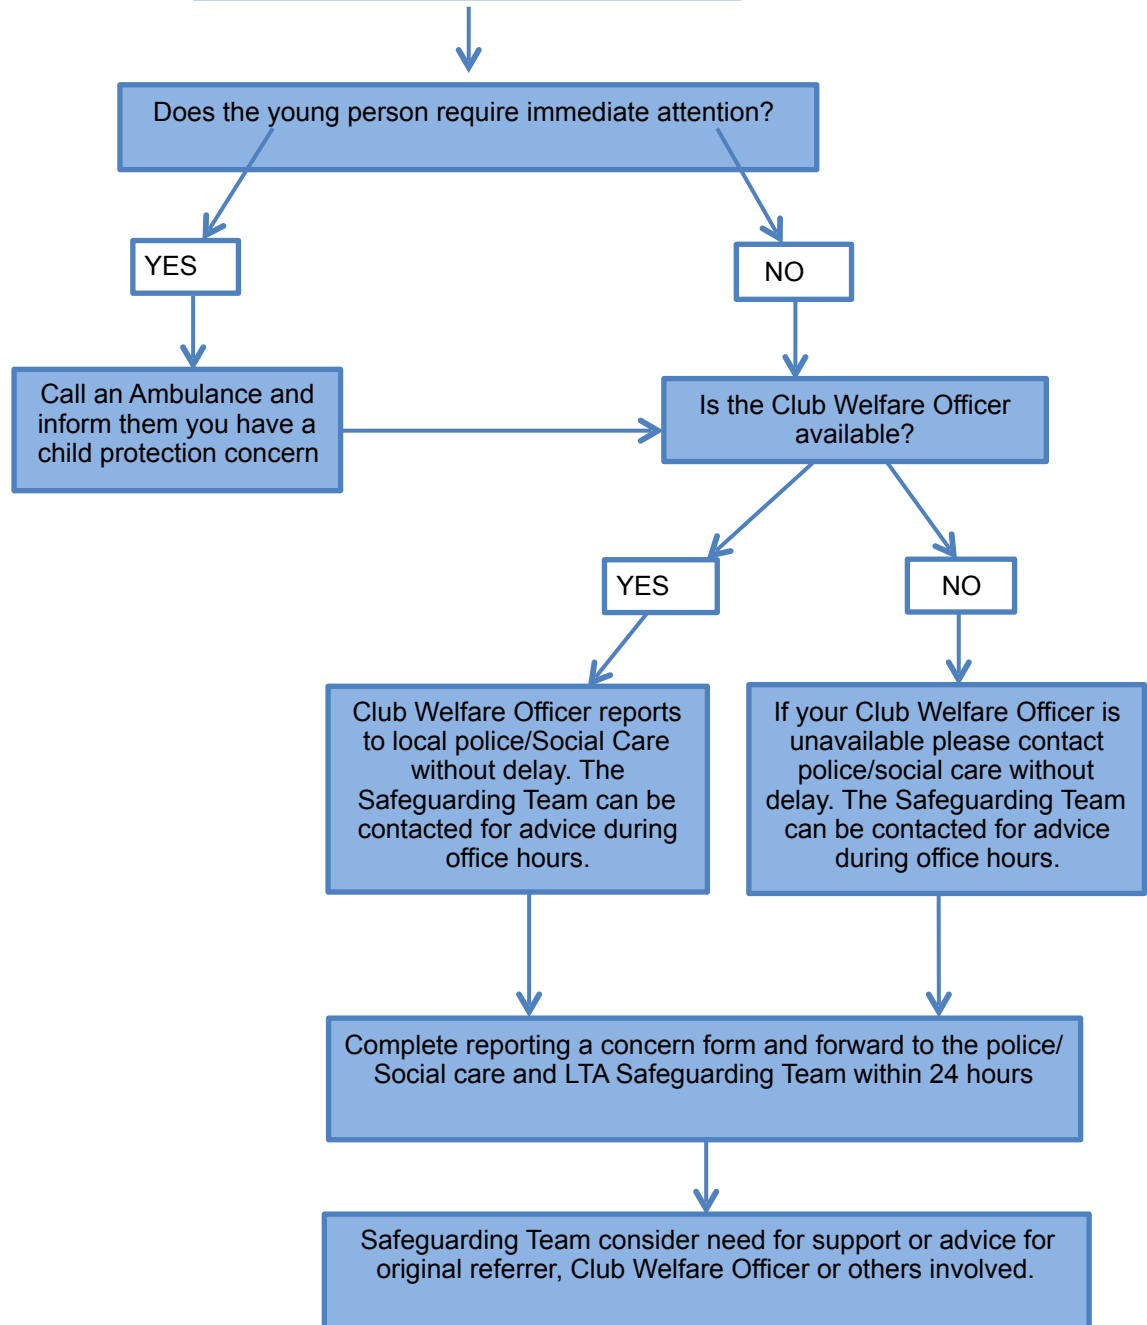 Does the young person require immediate attention?
YES
NO
Call an Ambulance and
inform them you have a
child protection concern
Is the Club Welfare Officer
available?
YES
NO
Club Welfare Officer reports
to local police/Social Care
without delay. The
Safeguarding Team can be
contacted for advice during
office hours.
If your Club Welfare Officer is
unavailable please contact
police/social care without
delay. The Safeguarding Team
can be contacted for advice
during office hours.
Complete reporting a concern form and forward to the police/
Social care and LTA Safeguarding Team within 24 hours
Safeguarding Team consider need for support or advice for
original referrer, Club Welfare Officer or others involved.